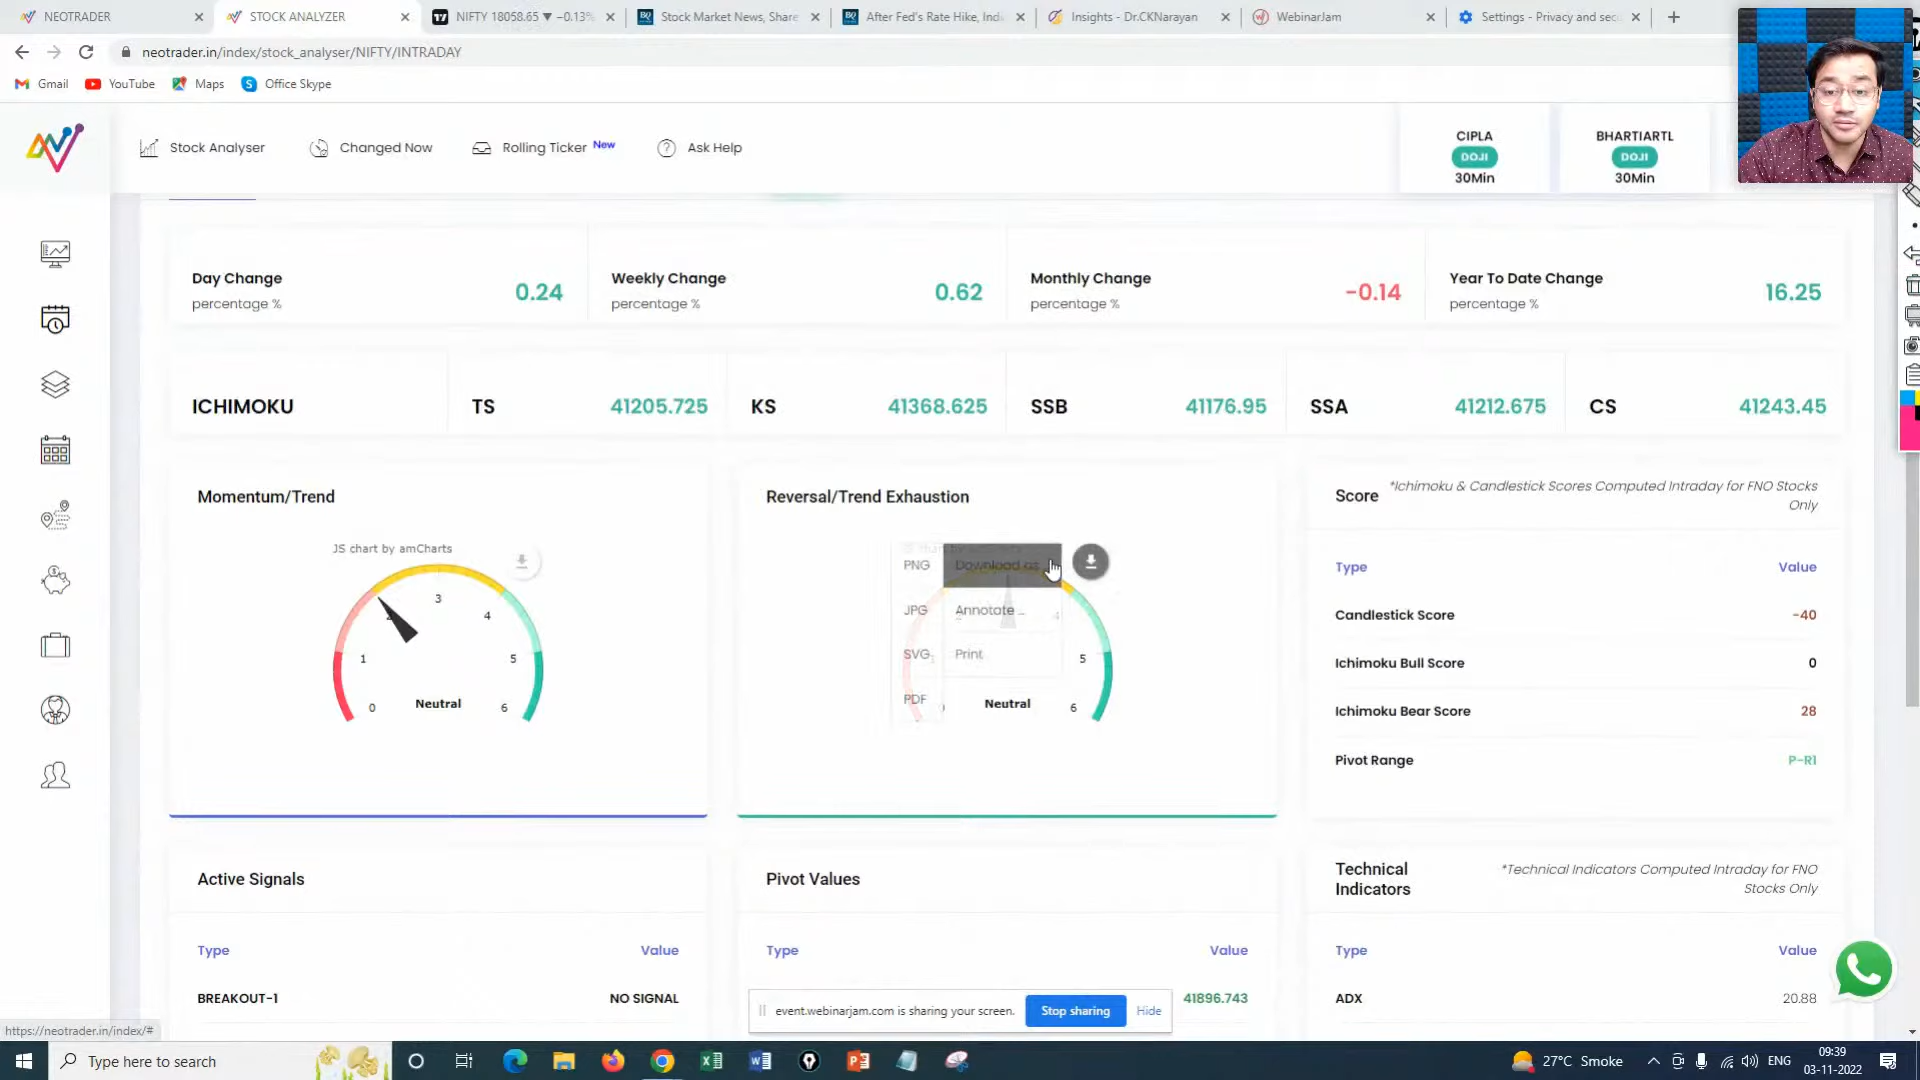 NEOTRADER
STOCK ANALYZER
NIFTY 18058.65 ▼ −0.13%
Stock Market News, Share
After Fed's Rate Hike, Indi
Insights - Dr.CKNarayan
WebinarJam
Settings - Privacy and secu
neotrader.in/index/stock_analyser/NIFTY/INTRADAY
Gmail
YouTube
Maps
Office Skype
Stock Analyser
Changed Now
Rolling Ticker New
Ask Help
CIPLA
DOJI
30Min
BHARTIARTL
DOJI
30Min
Day Change
percentage %
0.24
Weekly Change
percentage %
0.62
Monthly Change
percentage %
-0.14
Year To Date Change
percentage %
16.25
ICHIMOKU
TS 41205.725
KS 41368.625
SSB 41176.95
SSA 41212.675
CS 41243.45
Momentum/Trend
JS chart by amCharts
0
1
3
4
5
6
Neutral
Reversal/Trend Exhaustion
PNG
JPG
SVG
PDF
Download as ...
Annotate ...
Print
4
5
6
Neutral
Score
*Ichimoku & Candlestick Scores Computed Intraday for FNO Stocks
Only
Type Value
Candlestick Score -40
Ichimoku Bull Score 0
Ichimoku Bear Score 28
Pivot Range P-R1
Active Signals
Type Value
BREAKOUT-1 NO SIGNAL
Pivot Values
Type Value
41896.743
Technical
Indicators
*Technical Indicators Computed Intraday for FNO
Stocks Only
Type Value
ADX 20.88
event.webinarjam.com is sharing your screen.
Stop sharing
Hide
https://neotrader.in/index/#
Type here to search
27°C Smoke
ENG
09:39
03-11-2022